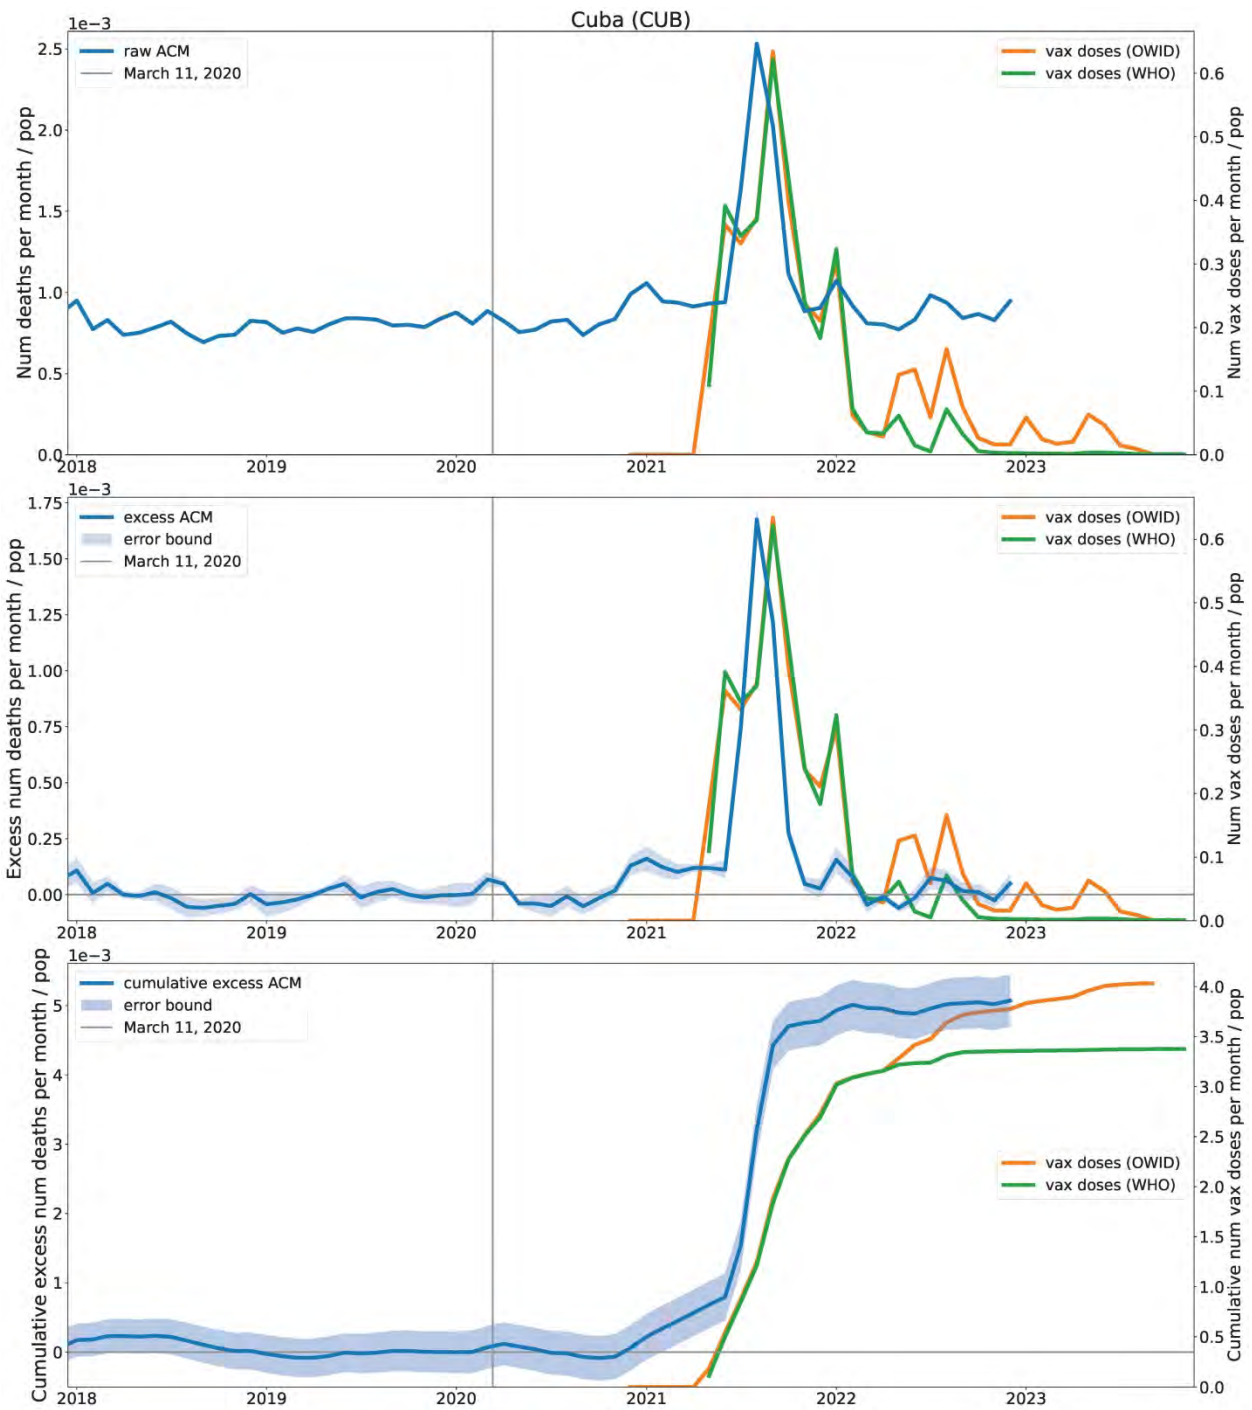 Cuba (CUB)
1e−3
raw ACM
March 11, 2020
vax doses (OWID)
vax doses (WHO)
Num deaths per month / pop
2.5
2.0
1.5
1.0
0.5
0.0
Num vax doses per month / pop
0.6
0.5
0.4
0.3
0.2
0.1
0.0
2018 2019 2020 2021 2022 2023
1e−3
excess ACM
error bound
March 11, 2020
vax doses (OWID)
vax doses (WHO)
Excess num deaths per month / pop
1.75
1.50
1.25
1.00
0.75
0.50
0.25
0.00
Num vax doses per month / pop
0.6
0.5
0.4
0.3
0.2
0.1
0.0
2018 2019 2020 2021 2022 2023
1e−3
cumulative excess ACM
error bound
March 11, 2020
vax doses (OWID)
vax doses (WHO)
Cumulative excess num deaths per month / pop
5
4
3
2
1
0
Cumulative num vax doses per month / pop
4.0
3.5
3.0
2.5
2.0
1.5
1.0
0.5
0.0
2018 2019 2020 2021 2022 2023